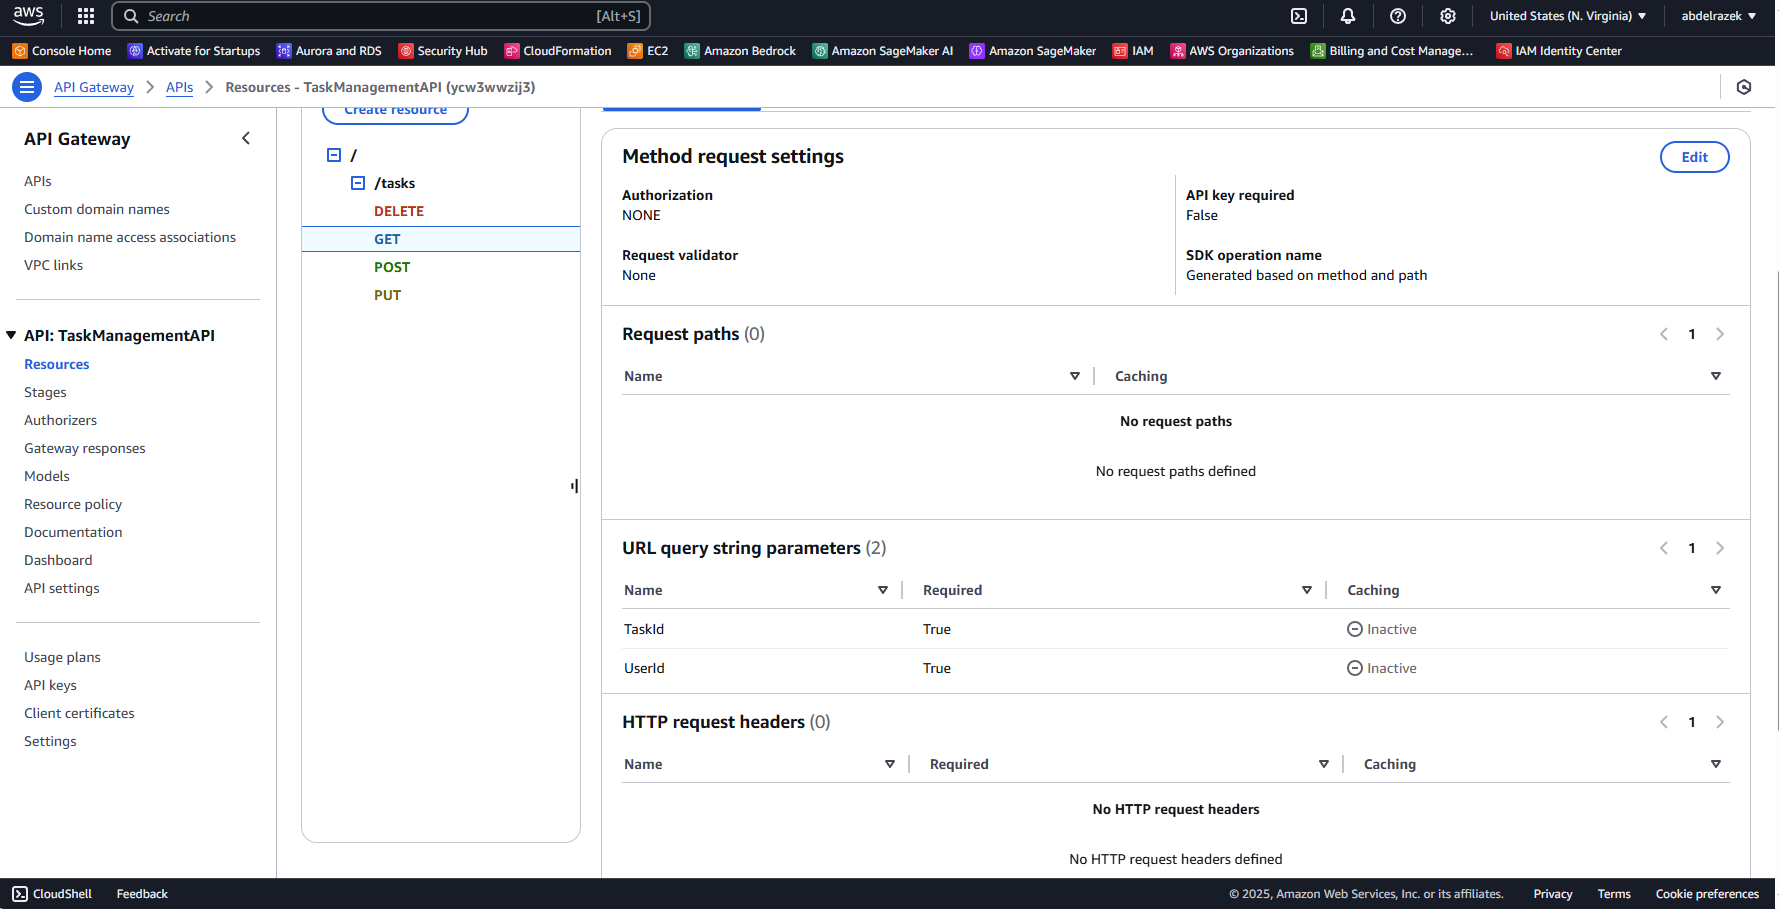 aws
Search [Alt+S]
United States (N. Virginia)
abdelrazek
Console Home Activate for Startups Aurora and RDS Security Hub CloudFormation EC2 Amazon Bedrock Amazon SageMaker AI Amazon SageMaker IAM AWS Organizations Billing and Cost Manage... IAM Identity Center
API Gateway > APIs > Resources - TaskManagementAPI (ycw3wwzij3)
API Gateway
APIs
Custom domain names
Domain name access associations
VPC links
API: TaskManagementAPI
Resources
Stages
Authorizers
Gateway responses
Models
Resource policy
Documentation
Dashboard
API settings
Usage plans
API keys
Client certificates
Settings
Create resource
/
/tasks
DELETE
GET
POST
PUT
Method request settings
Edit
Authorization
NONE
API key required
False
Request validator
None
SDK operation name
Generated based on method and path
Request paths (0)
1
Name Caching
No request paths
No request paths defined
URL query string parameters (2)
1
Name Required Caching
TaskId True Inactive
UserId True Inactive
HTTP request headers (0)
1
Name Required Caching
No HTTP request headers
No HTTP request headers defined
CloudShell Feedback
© 2025, Amazon Web Services, Inc. or its affiliates. Privacy Terms Cookie preferences